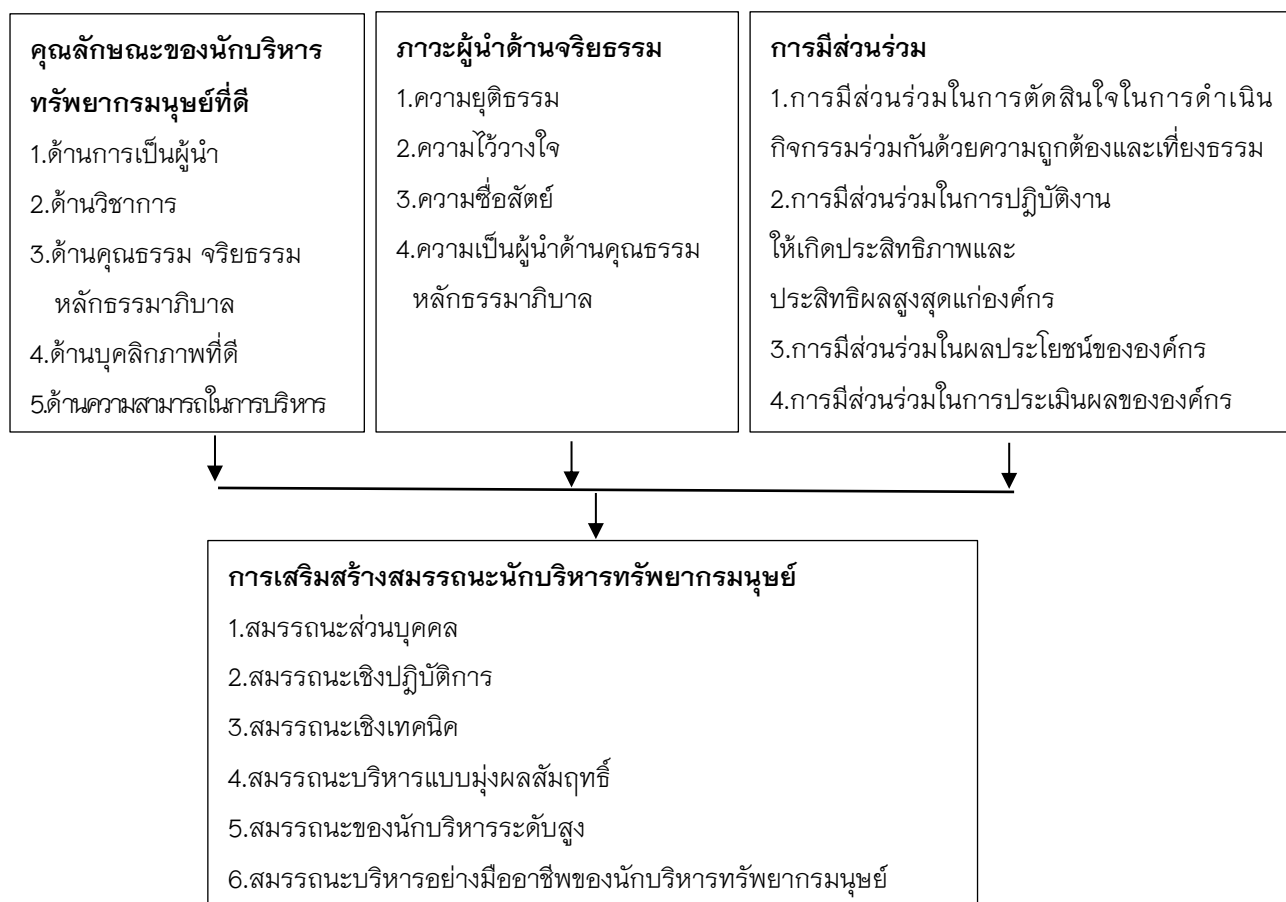 คุณลักษณะของนักบริหาร
ทรัพยากรมนุษย์ที่ดี
1.ด้านการเป็นผู้นำ
2.ด้านวิชาการ
3.ด้านคุณธรรม จริยธรรม
หลักธรรมาภิบาล
4.ด้านบุคลิกภาพที่ดี
5.ด้านความสามารถในการบริหาร
ภาวะผู้นำด้านจริยธรรม
1.ความยุติธรรม
2.ความไว้วางใจ
3.ความซื่อสัตย์
4.ความเป็นผู้นำด้านคุณธรรม
หลักธรรมาภิบาล
การมีส่วนร่วม
1.การมีส่วนร่วมในการตัดสินใจในการดำเนิน
กิจกรรมร่วมกันด้วยความถูกต้องและเที่ยงธรรม
2.การมีส่วนร่วมในการปฏิบัติงาน
ให้เกิดประสิทธิภาพและ
ประสิทธิผลสูงสุดแก่องค์กร
3.การมีส่วนร่วมในผลประโยชน์ขององค์กร
4.การมีส่วนร่วมในการประเมินผลขององค์กร
การเสริมสร้างสมรรถนะนักบริหารทรัพยากรมนุษย์
1.สมรรถนะส่วนบุคคล
2.สมรรถนะเชิงปฏิบัติการ
3.สมรรถนะเชิงเทคนิค
4.สมรรถนะบริหารแบบมุ่งผลสัมฤทธิ์
5.สมรรถนะของนักบริหารระดับสูง
6.สมรรถนะบริหารอย่างมืออาชีพของนักบริหารทรัพยากรมนุษย์